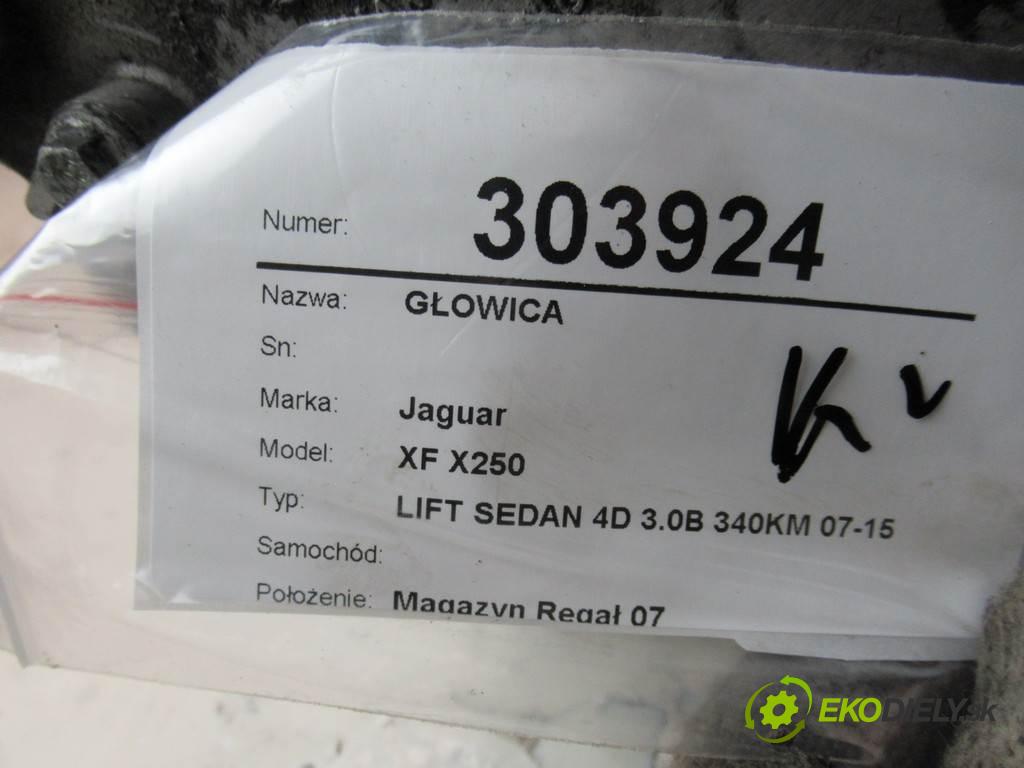 Numer: 303924
Nazwa: GŁOWICA
Sn:
Marka: Jaguar
Model: XF X250
Typ: LIFT SEDAN 4D 3.0B 340KM 07-15
Samochód:
Położenie: Magazyn Regał 07
EKODIELY.sk